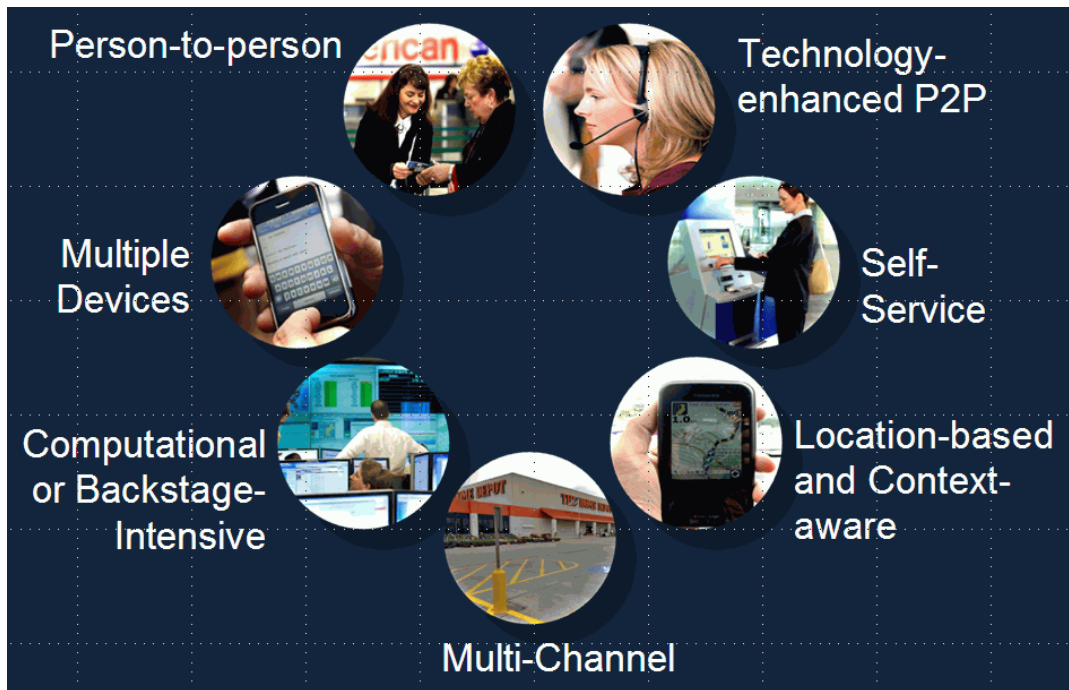 Person-to-person
Technology-
enhanced P2P
Multiple
Devices
Self-
Service
Computational
or Backstage-
Intensive
Location-based
and Context-
aware
Multi-Channel